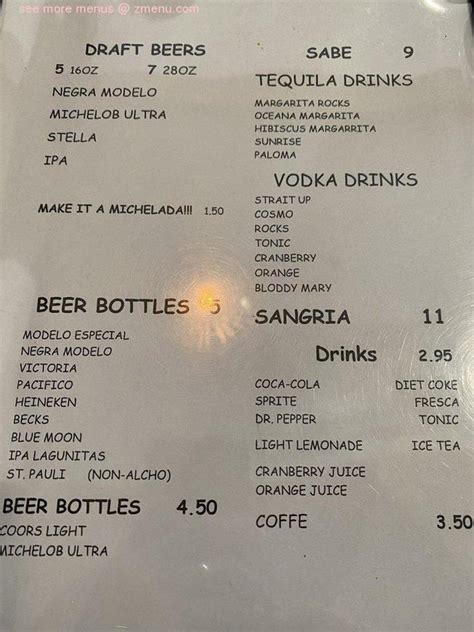 see more menus @ zmenu.com
DRAFT BEERS
5 16OZ 7 28OZ
NEGRA MODELO
MICHELOB ULTRA
STELLA
IPA
MAKE IT A MICHELADA!!! 1.50
BEER BOTTLES 5
MODELO ESPECIAL
NEGRA MODELO
VICTORIA
PACIFICO
HEINEKEN
BECKS
BLUE MOON
IPA LAGUNITAS
ST. PAULI (NON-ALCHO)
BEER BOTTLES 4.50
COORS LIGHT
MICHELOB ULTRA
SABE 9
TEQUILA DRINKS
MARGARITA ROCKS
OCEANA MARGARITA
HIBISCUS MARGARRITA
SUNRISE
PALOMA
VODKA DRINKS
STRAIT UP
COSMO
ROCKS
TONIC
CRANBERRY
ORANGE
BLODDY MARY
SANGRIA 11
Drinks 2.95
COCA-COLA DIET COKE
SPRITE FRESCA
DR. PEPPER TONIC
LIGHT LEMONADE ICE TEA
CRANBERRY JUICE
ORANGE JUICE
COFFE 3.50